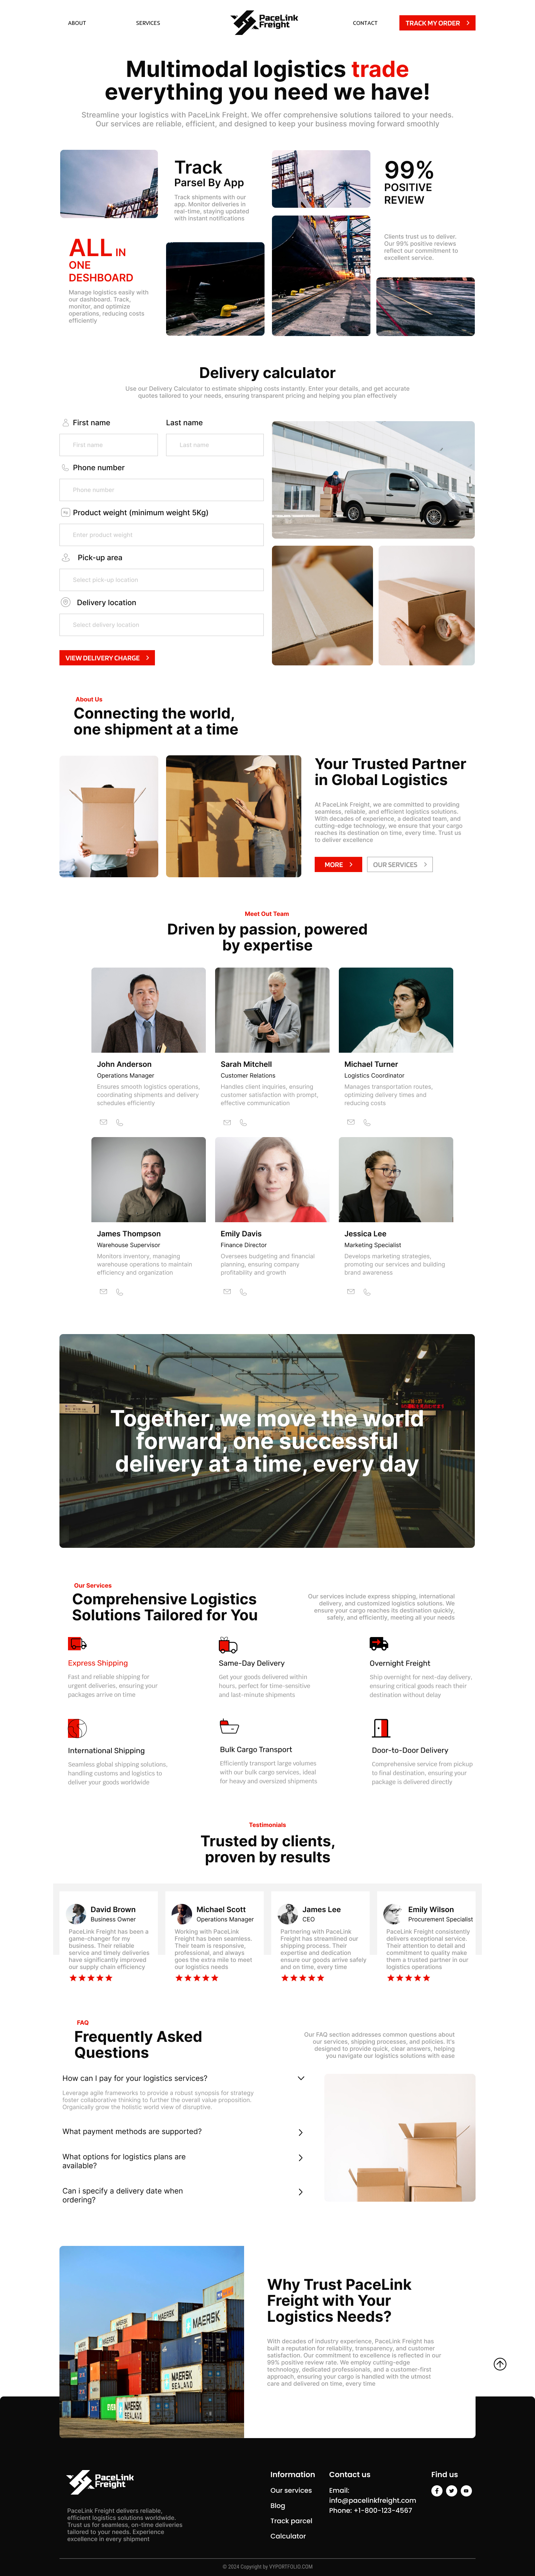 ABOUT
SERVICES
PaceLink
Freight
CONTACT
TRACK MY ORDER
Multimodal logistics trade
everything you need we have!
Streamline your logistics with PaceLink Freight. We offer comprehensive solutions tailored to your needs.
Our services are reliable, efficient, and designed to keep your business moving forward smoothly
Track
Parsel By App
Track shipments with our
app. Monitor deliveries in
real-time, staying updated
with instant notifications
99%
POSITIVE
REVIEW
Clients trust us to deliver.
Our 99% positive reviews
reflect our commitment to
excellent service.
ALL IN
ONE
DESHBOARD
Manage logistics easily with
our dashboard. Track,
monitor, and optimize
operations, reducing costs
efficiently
Delivery calculator
Use our Delivery Calculator to estimate shipping costs instantly. Enter your details, and get accurate
quotes tailored to your needs, ensuring transparent pricing and helping you plan effectively
First name
Last name
First name
Last name
Phone number
Phone number
Product weight (minimum weight 5Kg)
Enter product weight
Pick-up area
Select pick-up location
Delivery location
Select delivery location
VIEW DELIVERY CHARGE
About Us
Connecting the world,
one shipment at a time
Your Trusted Partner
in Global Logistics
At PaceLink Freight, we are committed to providing
seamless, reliable, and efficient logistics solutions.
With decades of experience, a dedicated team, and
cutting-edge technology, we ensure that your cargo
reaches its destination on time, every time. Trust us
to deliver excellence
MORE
OUR SERVICES
Meet Out Team
Driven by passion, powered
by expertise
John Anderson
Operations Manager
Ensures smooth logistics operations,
coordinating shipments and delivery
schedules efficiently
Sarah Mitchell
Customer Relations
Handles client inquiries, ensuring
customer satisfaction with prompt,
effective communication
Michael Turner
Logistics Coordinator
Manages transportation routes,
optimizing delivery times and
reducing costs
James Thompson
Warehouse Supervisor
Monitors inventory, managing
warehouse operations to maintain
efficiency and organization
Emily Davis
Finance Director
Oversees budgeting and financial
planning, ensuring company
profitability and growth
Jessica Lee
Marketing Specialist
Develops marketing strategies,
promoting our services and building
brand awareness
1
Together, we move the world
forward, one successful
delivery at a time, every day
Our Services
Comprehensive Logistics
Solutions Tailored for You
Our services include express shipping, international
delivery, and customized logistics solutions. We
ensure your cargo reaches its destination quickly,
safely, and efficiently, meeting all your needs
Express Shipping
Fast and reliable shipping for
urgent deliveries, ensuring your
packages arrive on time
Same-Day Delivery
Get your goods delivered within
hours, perfect for time-sensitive
and last-minute shipments
Overnight Freight
Ship overnight for next-day delivery,
ensuring critical goods reach their
destination without delay
International Shipping
Seamless global shipping solutions,
handling customs and logistics to
deliver your goods worldwide
Bulk Cargo Transport
Efficiently transport large volumes
with our bulk cargo services, ideal
for heavy and oversized shipments
Door-to-Door Delivery
Comprehensive service from pickup
to final destination, ensuring your
package is delivered directly
Testimonials
Trusted by clients,
proven by results
David Brown
Business Owner
PaceLink Freight has been a
game-changer for my
business. Their reliable
service and timely deliveries
have significantly improved
our supply chain efficiency
Michael Scott
Operations Manager
Working with PaceLink
Freight has been seamless.
Their team is responsive,
professional, and always
goes the extra mile to meet
our logistics needs
James Lee
CEO
Partnering with PaceLink
Freight has streamlined our
shipping process. Their
expertise and dedication
ensure our goods arrive safely
and on time, every time
Emily Wilson
Procurement Specialist
PaceLink Freight consistently
delivers exceptional service.
Their attention to detail and
commitment to quality make
them a trusted partner in our
logistics operations
FAQ
Frequently Asked
Questions
Our FAQ section addresses common questions about
our services, shipping processes, and policies. It's
designed to provide quick, clear answers, helping
you navigate our logistics solutions with ease
How can I pay for your logistics services?
Leverage agile frameworks to provide a robust synopsis for strategy
foster collaborative thinking to further the overall value proposition.
Organically grow the holistic world view of disruptive.
What payment methods are supported?
What options for logistics plans are
available?
Can i specify a delivery date when
ordering?
MAERSK
MAERSK
MAERSK
MAERSK
SEALAND
MAERSK
SEALAND
Why Trust PaceLink
Freight with Your
Logistics Needs?
With decades of industry experience, PaceLink Freight has
built a reputation for reliability, transparency, and customer
satisfaction. Our commitment to excellence is reflected in our
99% positive review rate. We employ cutting-edge
technology, dedicated professionals, and a customer-first
approach, ensuring your cargo is handled with the utmost
care and delivered on time, every time
PaceLink
Freight
PaceLink Freight delivers reliable,
efficient logistics solutions worldwide.
Trust us for seamless, on-time deliveries
tailored to your needs. Experience
excellence in every shipment
Information
Our services
Blog
Track parcel
Calculator
Contact us
Email:
info@pacelinkfreight.com
Phone: +1-800-123-4567
Find us
© 2024 Copyright by VYPORTFOLIO.COM